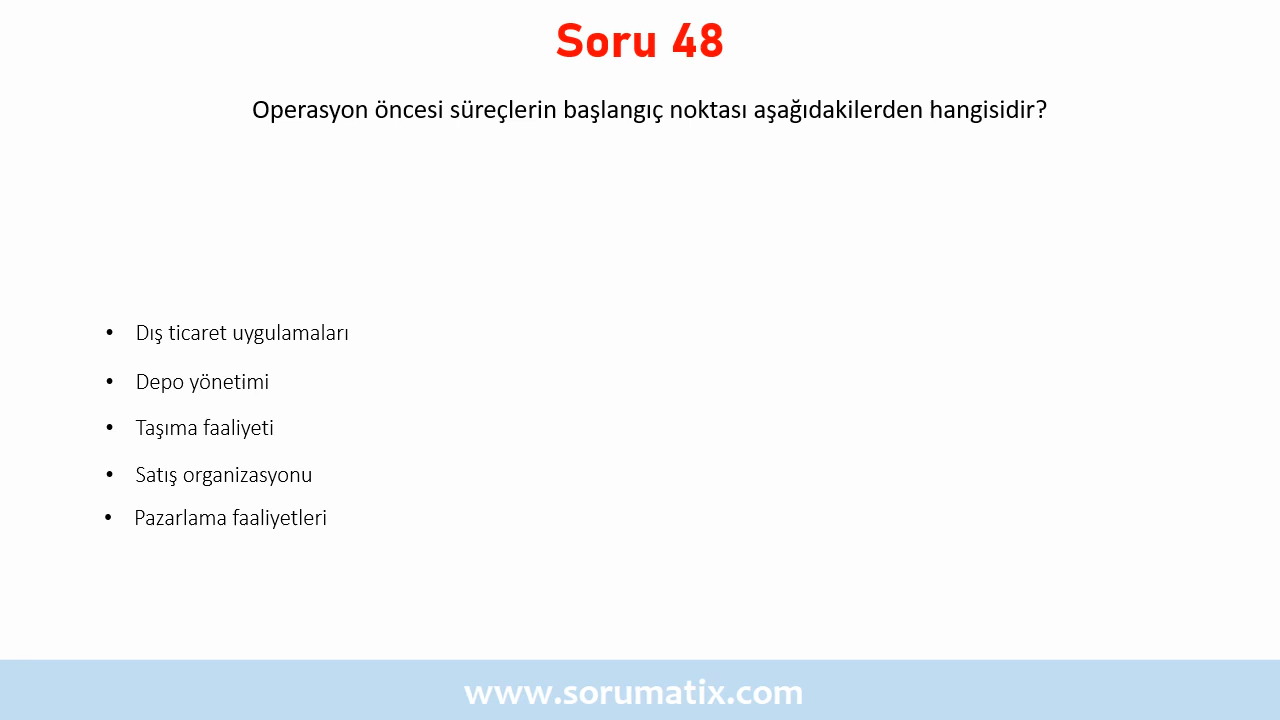 Soru 48
Operasyon öncesi süreçlerin başlangıç noktası aşağıdakilerden hangisidir?
• Dış ticaret uygulamaları
• Depo yönetimi
• Taşıma faaliyeti
• Satış organizasyonu
• Pazarlama faaliyetleri
www.sorumatix.com